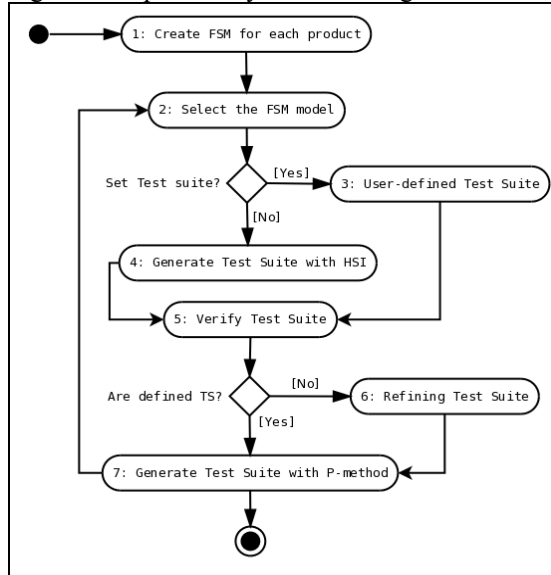 1: Create FSM for each product
2: Select the FSM model
Set Test suite?
[Yes]
3: User-defined Test Suite
[No]
4: Generate Test Suite with HSI
5: Verify Test Suite
Are defined TS?
[No]
6: Refining Test Suite
[Yes]
7: Generate Test Suite with P-method